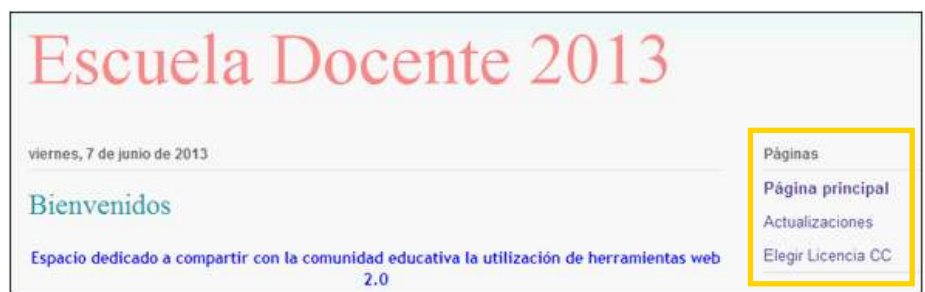 Escuela Docente 2013
viernes, 7 de junio de 2013
Bienvenidos
Espacio dedicado a compartir con la comunidad educativa la utilización de herramientas web
2.0
Páginas
Página principal
Actualizaciones
Elegir Licencia CC